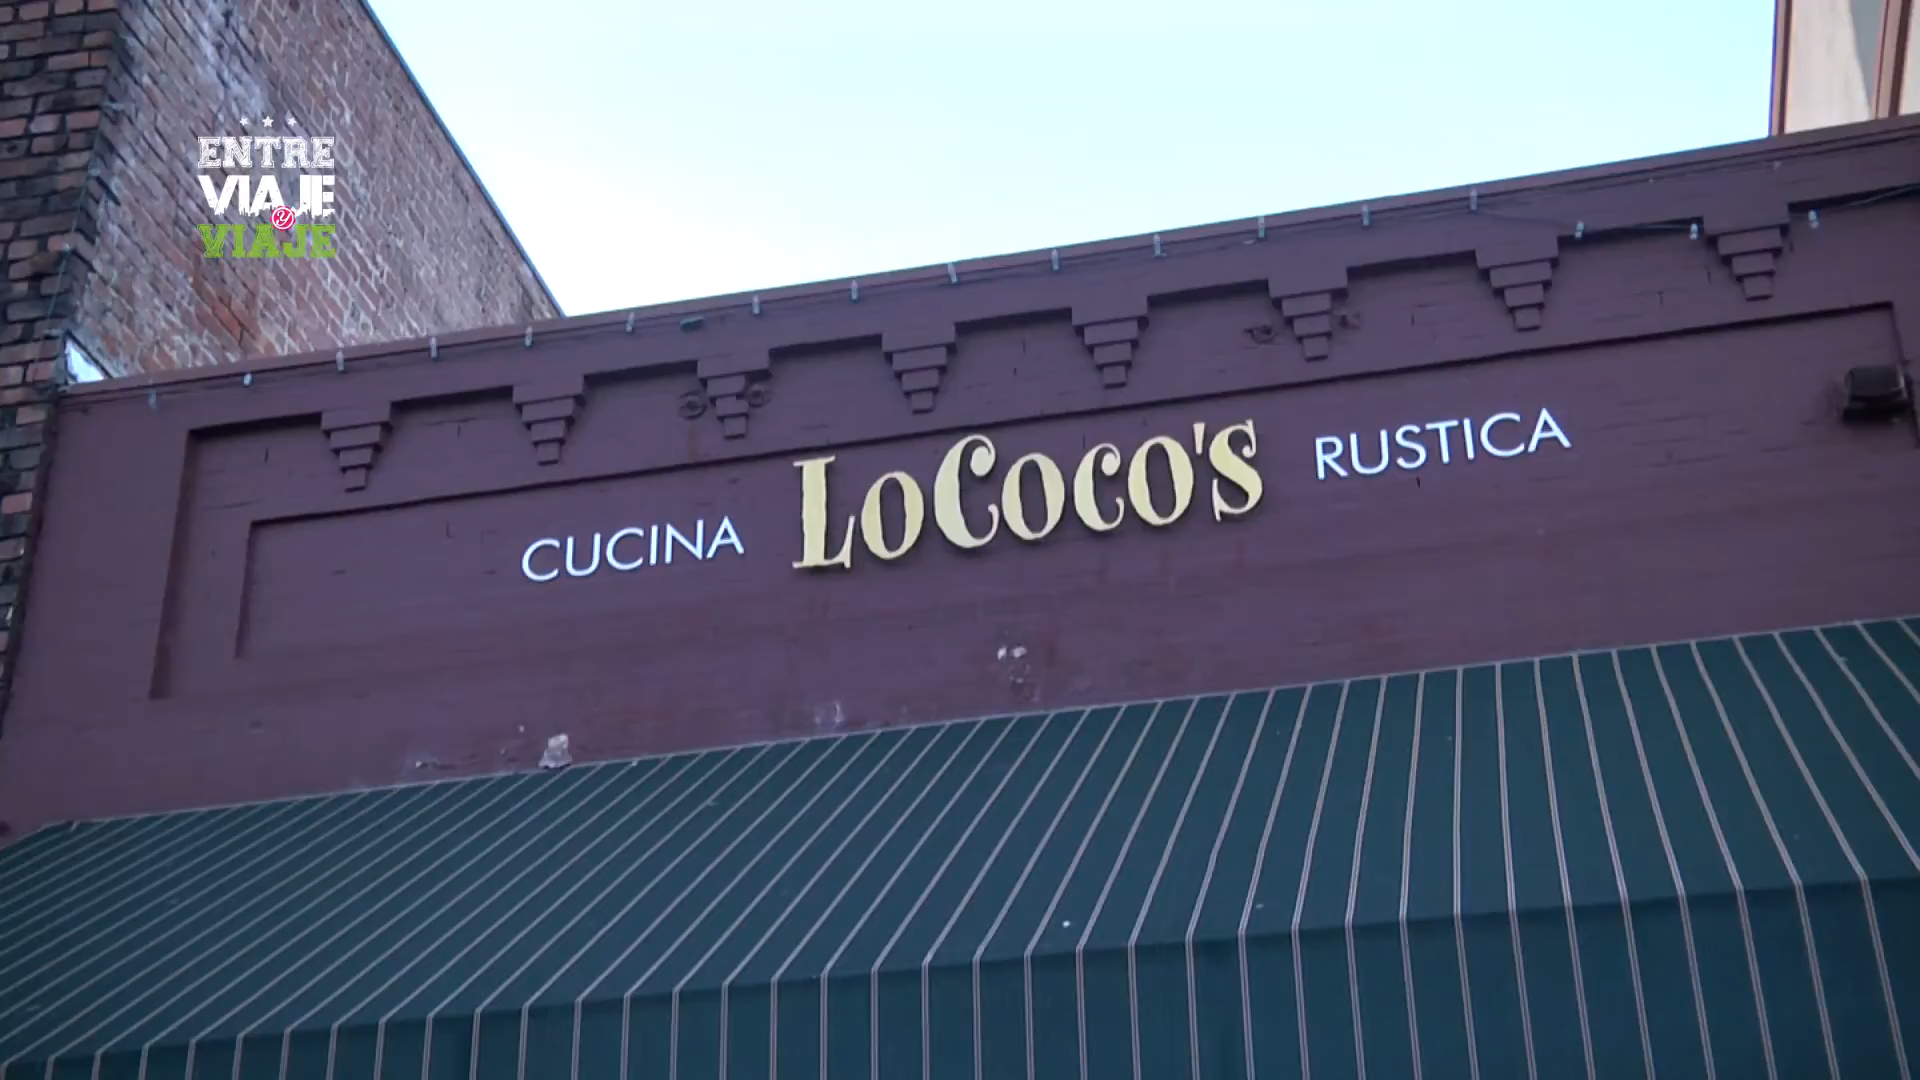 ENTRE
VIAJE
Y
VIAJE
CUCINA LoCoco's RUSTICA